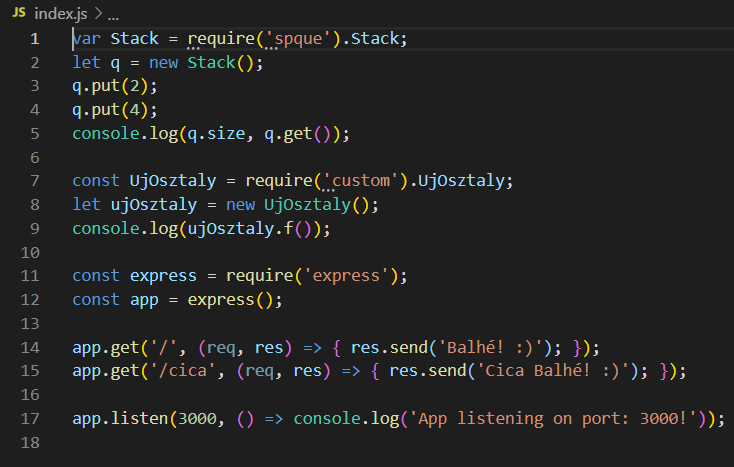 JS index.js > ...
1 var Stack = require('spque').Stack;
2 let q = new Stack();
3 q.put(2);
4 q.put(4);
5 console.log(q.size, q.get());
6
7 const UjOsztaly = require('custom').UjOsztaly;
8 let ujOsztaly = new UjOsztaly();
9 console.log(ujOsztaly.f());
10
11 const express = require('express');
12 const app = express();
13
14 app.get('/', (req, res) => { res.send('Balhé! :)'); });
15 app.get('/cica', (req, res) => { res.send('Cica Balhé! :)'); });
16
17 app.listen(3000, () => console.log('App listening on port: 3000!'));
18